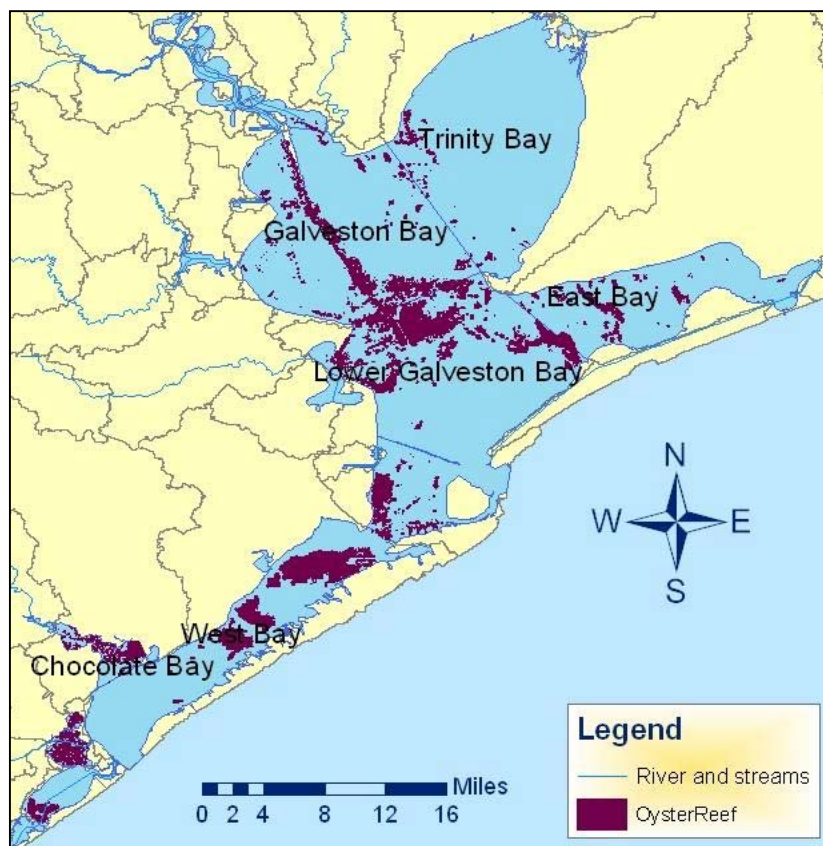 Trinity Bay
Galveston Bay
East Bay
Lower Galveston Bay
N
W E
S
West Bay
Chocolate Bay
Legend
River and streams
OysterReef
Miles
0 2 4 8 12 16